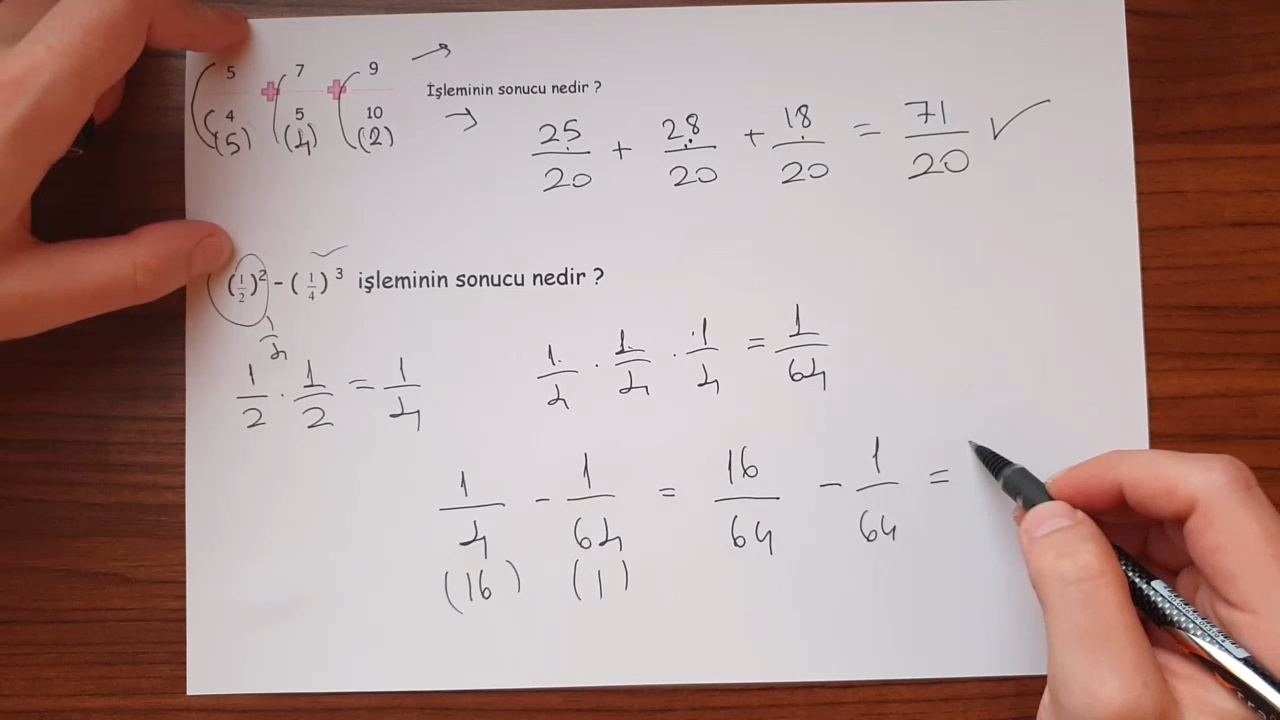 5/4 + 7/5 + 9/10 İşleminin sonucu nedir ?
(5) (4) (2)
25/20 + 28/20 + 18/20 = 71/20 ✓
(1/2)² - (1/4)³ işleminin sonucu nedir ?
1/2 · 1/2 = 1/4
1/4 · 1/4 · 1/4 = 1/64
1/4 - 1/64 = 16/64 - 1/64 =
(16) (1)